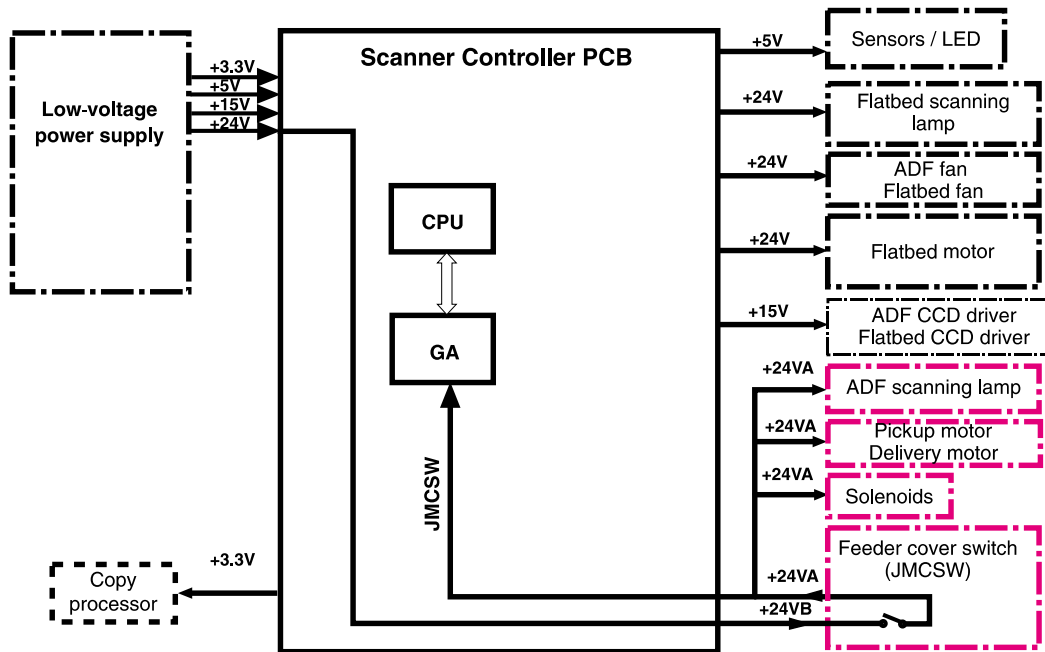 Low-voltage
power supply
+3.3V
+5V
+15V
+24V
Scanner Controller PCB
CPU
GA
JMCSW
+5V
Sensors / LED
+24V
Flatbed scanning
lamp
+24V
ADF fan
Flatbed fan
+24V
Flatbed motor
+15V
ADF CCD driver
Flatbed CCD driver
+24VA
ADF scanning lamp
+24VA
Pickup motor
Delivery motor
+24VA
Solenoids
Feeder cover switch
(JMCSW)
+24VA
+24VB
+3.3V
Copy
processor